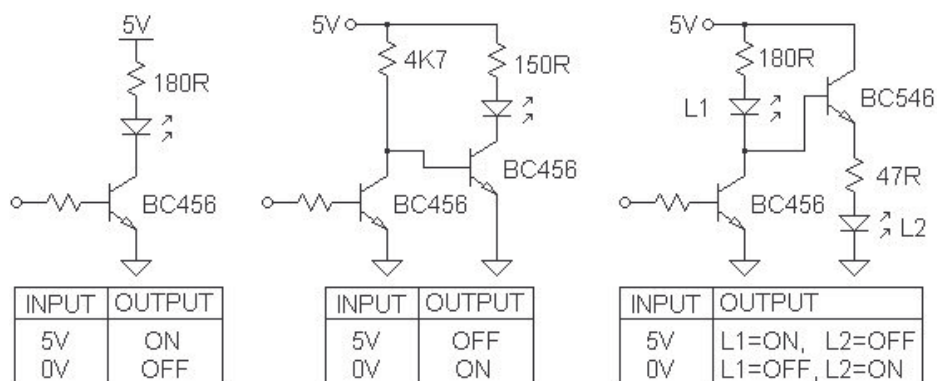 5V
180R
BC456
INPUT OUTPUT
5V ON
0V OFF
5V
4K7
150R
BC456
BC456
INPUT OUTPUT
5V OFF
0V ON
5V
180R
L1
BC546
47R
BC456
L2
INPUT OUTPUT
5V L1=ON, L2=OFF
0V L1=OFF, L2=ON